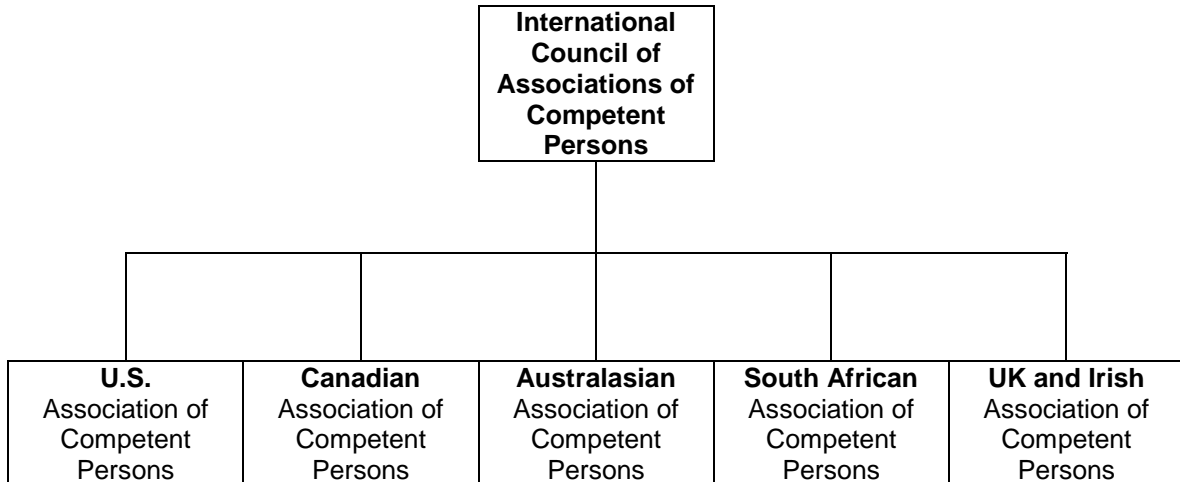 International
Council of
Associations of
Competent
Persons
U.S.
Association of
Competent
Persons
Canadian
Association of
Competent
Persons
Australasian
Association of
Competent
Persons
South African
Association of
Competent
Persons
UK and Irish
Association of
Competent
Persons